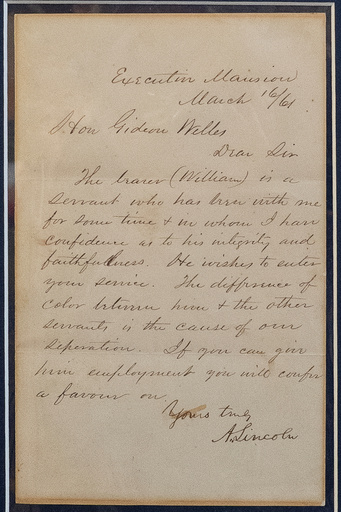 Executive Mansion
March 16/61
Hon Gideon Welles
Dear Sir
The bearer (William) is a
servant who has been with me
for some time & in whom I have
confidence as to his integrity and
faithfulness. He wishes to enter
your service. The difference of
color between him & the other
servants is the cause of our
seperation. If you can give
him employment you will confer
a favour on
Yours truly
A. Lincoln